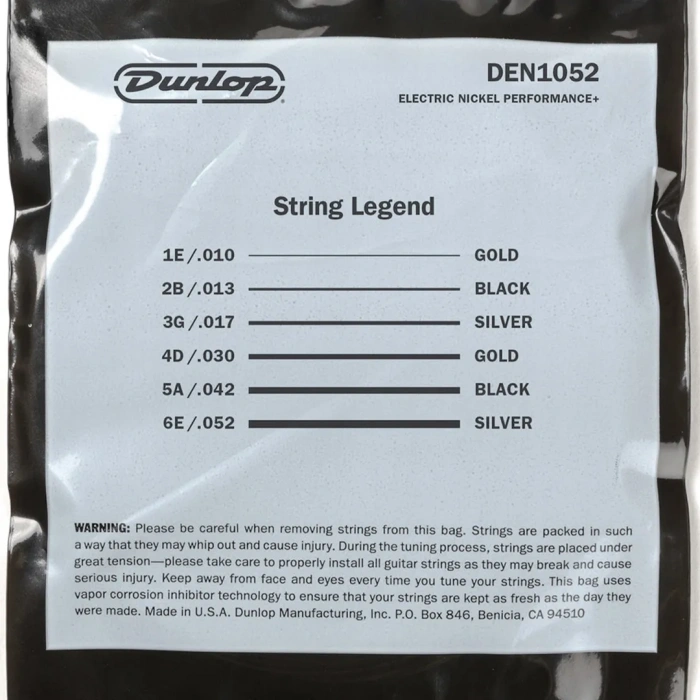 Dunlop
DEN1052
ELECTRIC NICKEL PERFORMANCE+
String Legend
1E/.010 GOLD
2B/.013 BLACK
3G/.017 SILVER
4D/.030 GOLD
5A/.042 BLACK
6E/.052 SILVER
WARNING: Please be careful when removing strings from this bag. Strings are packed in such
a way that they may whip out and cause injury. During the tuning process, strings are placed under
great tension—please take care to properly install all guitar strings as they may break and cause
serious injury. Keep away from face and eyes every time you tune your strings. This bag uses
vapor corrosion inhibitor technology to ensure that your strings are kept as fresh as the day they
were made. Made in U.S.A. Dunlop Manufacturing, Inc. P.O. Box 846, Benicia, CA 94510